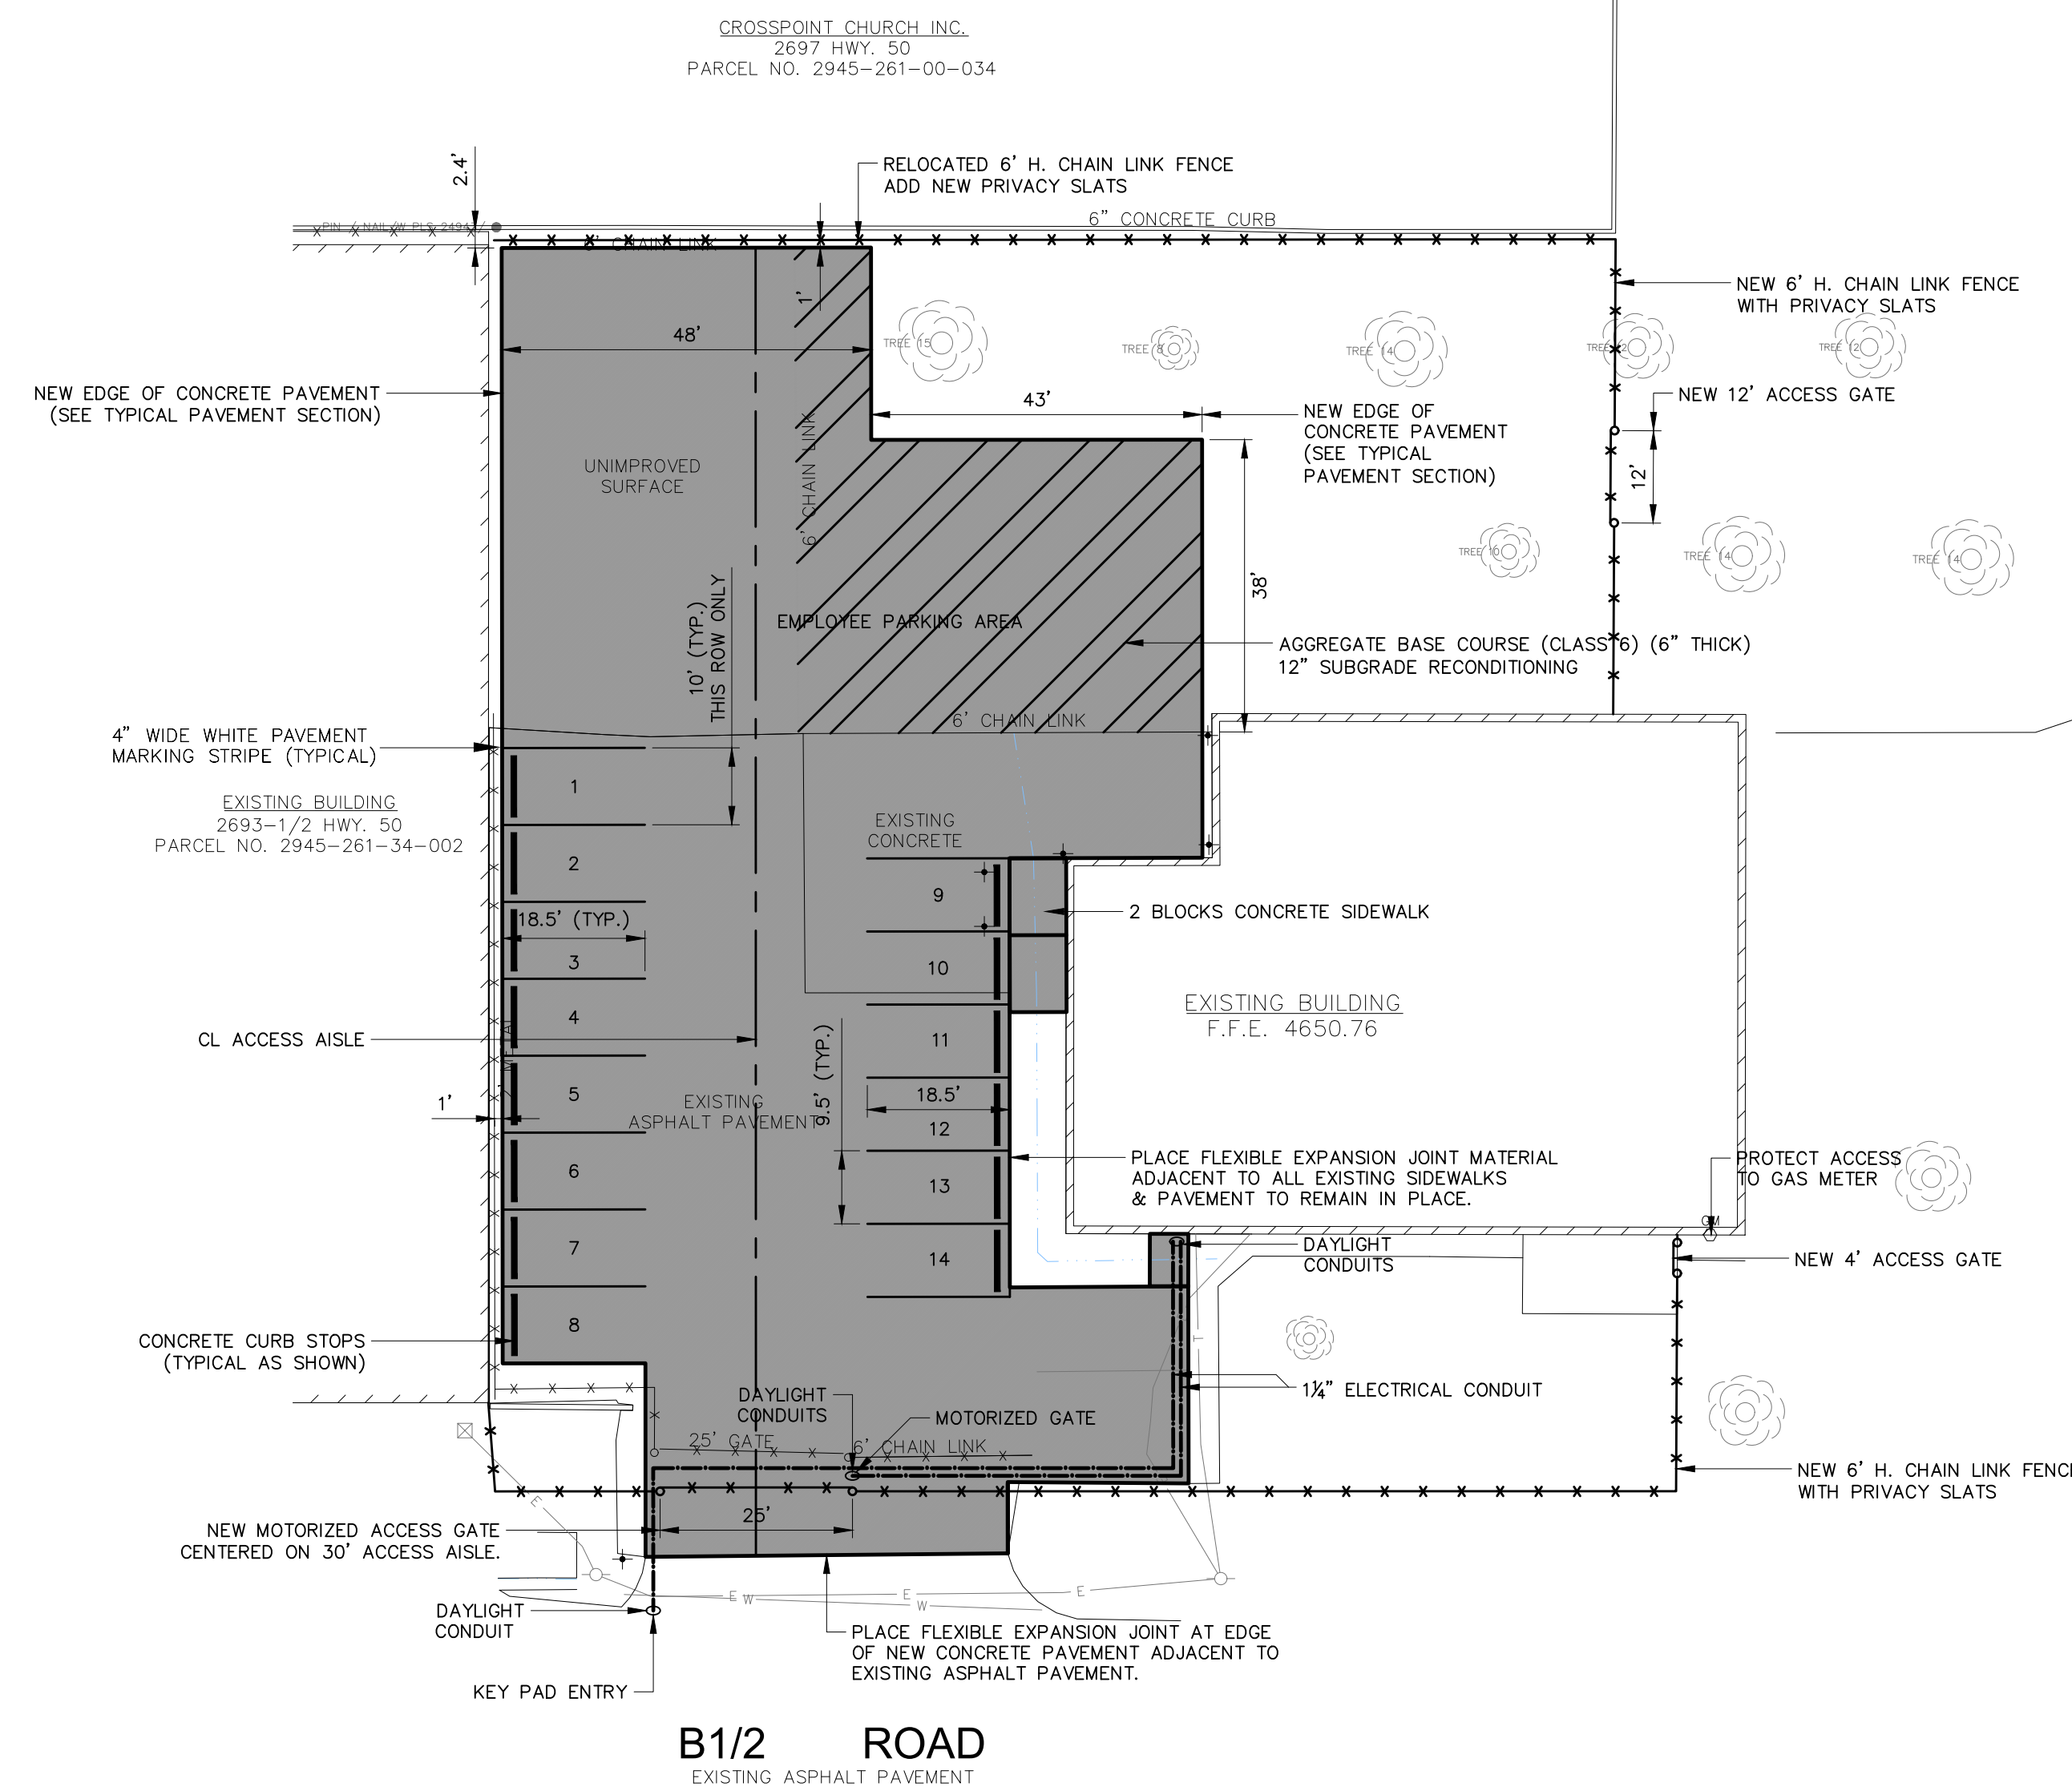 CROSSPOINT CHURCH INC.
2697 HWY. 50
PARCEL NO. 2945-261-00-034
2.4'
RELOCATED 6' H. CHAIN LINK FENCE
ADD NEW PRIVACY SLATS
PIN / NAIL/W PLS 2494
6" CONCRETE CURB
6' CHAIN LINK
1'
NEW 6' H. CHAIN LINK FENCE
WITH PRIVACY SLATS
48'
TREE 15
TREE 8
TREE 14
TREE 12
TREE 12
NEW EDGE OF CONCRETE PAVEMENT
(SEE TYPICAL PAVEMENT SECTION)
43'
NEW EDGE OF
CONCRETE PAVEMENT
(SEE TYPICAL
PAVEMENT SECTION)
NEW 12' ACCESS GATE
12'
UNIMPROVED
SURFACE
6' CHAIN LINK
TREE 10
TREE 14
TREE 14
38'
10' (TYP.)
THIS ROW ONLY
EMPLOYEE PARKING AREA
AGGREGATE BASE COURSE (CLASS 6) (6" THICK)
12" SUBGRADE RECONDITIONING
6' CHAIN LINK
4" WIDE WHITE PAVEMENT
MARKING STRIPE (TYPICAL)
EXISTING BUILDING
2693-1/2 HWY. 50
PARCEL NO. 2945-261-34-002
1
EXISTING
CONCRETE
2
9
2 BLOCKS CONCRETE SIDEWALK
18.5' (TYP.)
3
10
EXISTING BUILDING
F.F.E. 4650.76
4
CL ACCESS AISLE
11
9.5' (TYP.)
5
1'
EXISTING
ASPHALT PAVEMENT
18.5'
12
6
13
PLACE FLEXIBLE EXPANSION JOINT MATERIAL
ADJACENT TO ALL EXISTING SIDEWALKS
& PAVEMENT TO REMAIN IN PLACE.
PROTECT ACCESS
TO GAS METER
GM
7
14
DAYLIGHT
CONDUITS
NEW 4' ACCESS GATE
8
CONCRETE CURB STOPS
(TYPICAL AS SHOWN)
T
DAYLIGHT
CONDUITS
1¼" ELECTRICAL CONDUIT
MOTORIZED GATE
25' GATE
6' CHAIN LINK
NEW 6' H. CHAIN LINK FENC
WITH PRIVACY SLATS
E
25'
NEW MOTORIZED ACCESS GATE
CENTERED ON 30' ACCESS AISLE.
E
W
E
W
E
DAYLIGHT
CONDUIT
PLACE FLEXIBLE EXPANSION JOINT AT EDGE
OF NEW CONCRETE PAVEMENT ADJACENT TO
EXISTING ASPHALT PAVEMENT.
KEY PAD ENTRY
B1/2 ROAD
EXISTING ASPHALT PAVEMENT